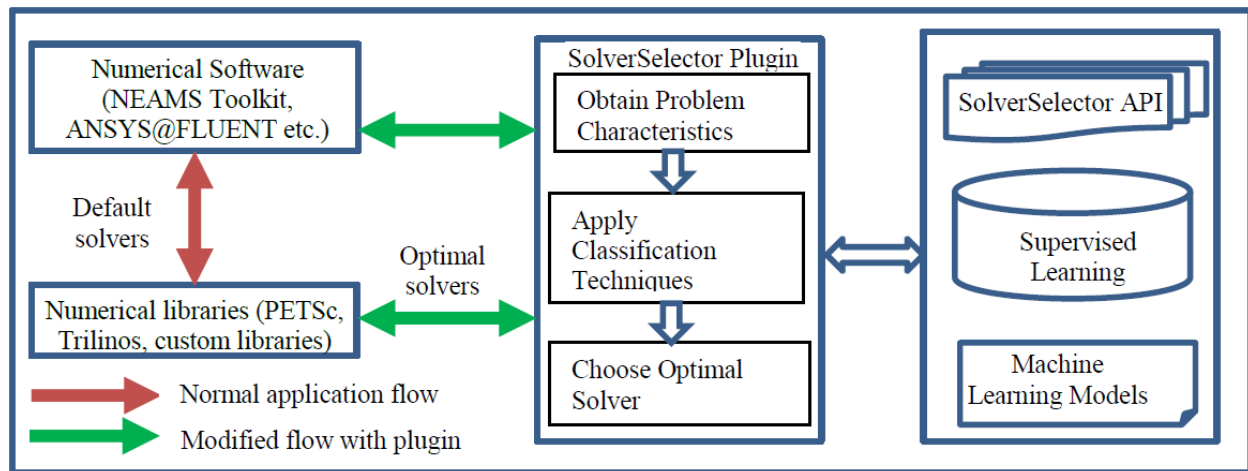 Numerical Software
(NEAMS Toolkit,
ANSYS@FLUENT etc.)
Default
solvers
Numerical libraries (PETSc,
Trilinos, custom libraries)
Optimal
solvers
Normal application flow
Modified flow with plugin
SolverSelector Plugin
Obtain Problem
Characteristics
Apply
Classification
Techniques
Choose Optimal
Solver
SolverSelector API
Supervised
Learning
Machine
Learning Models